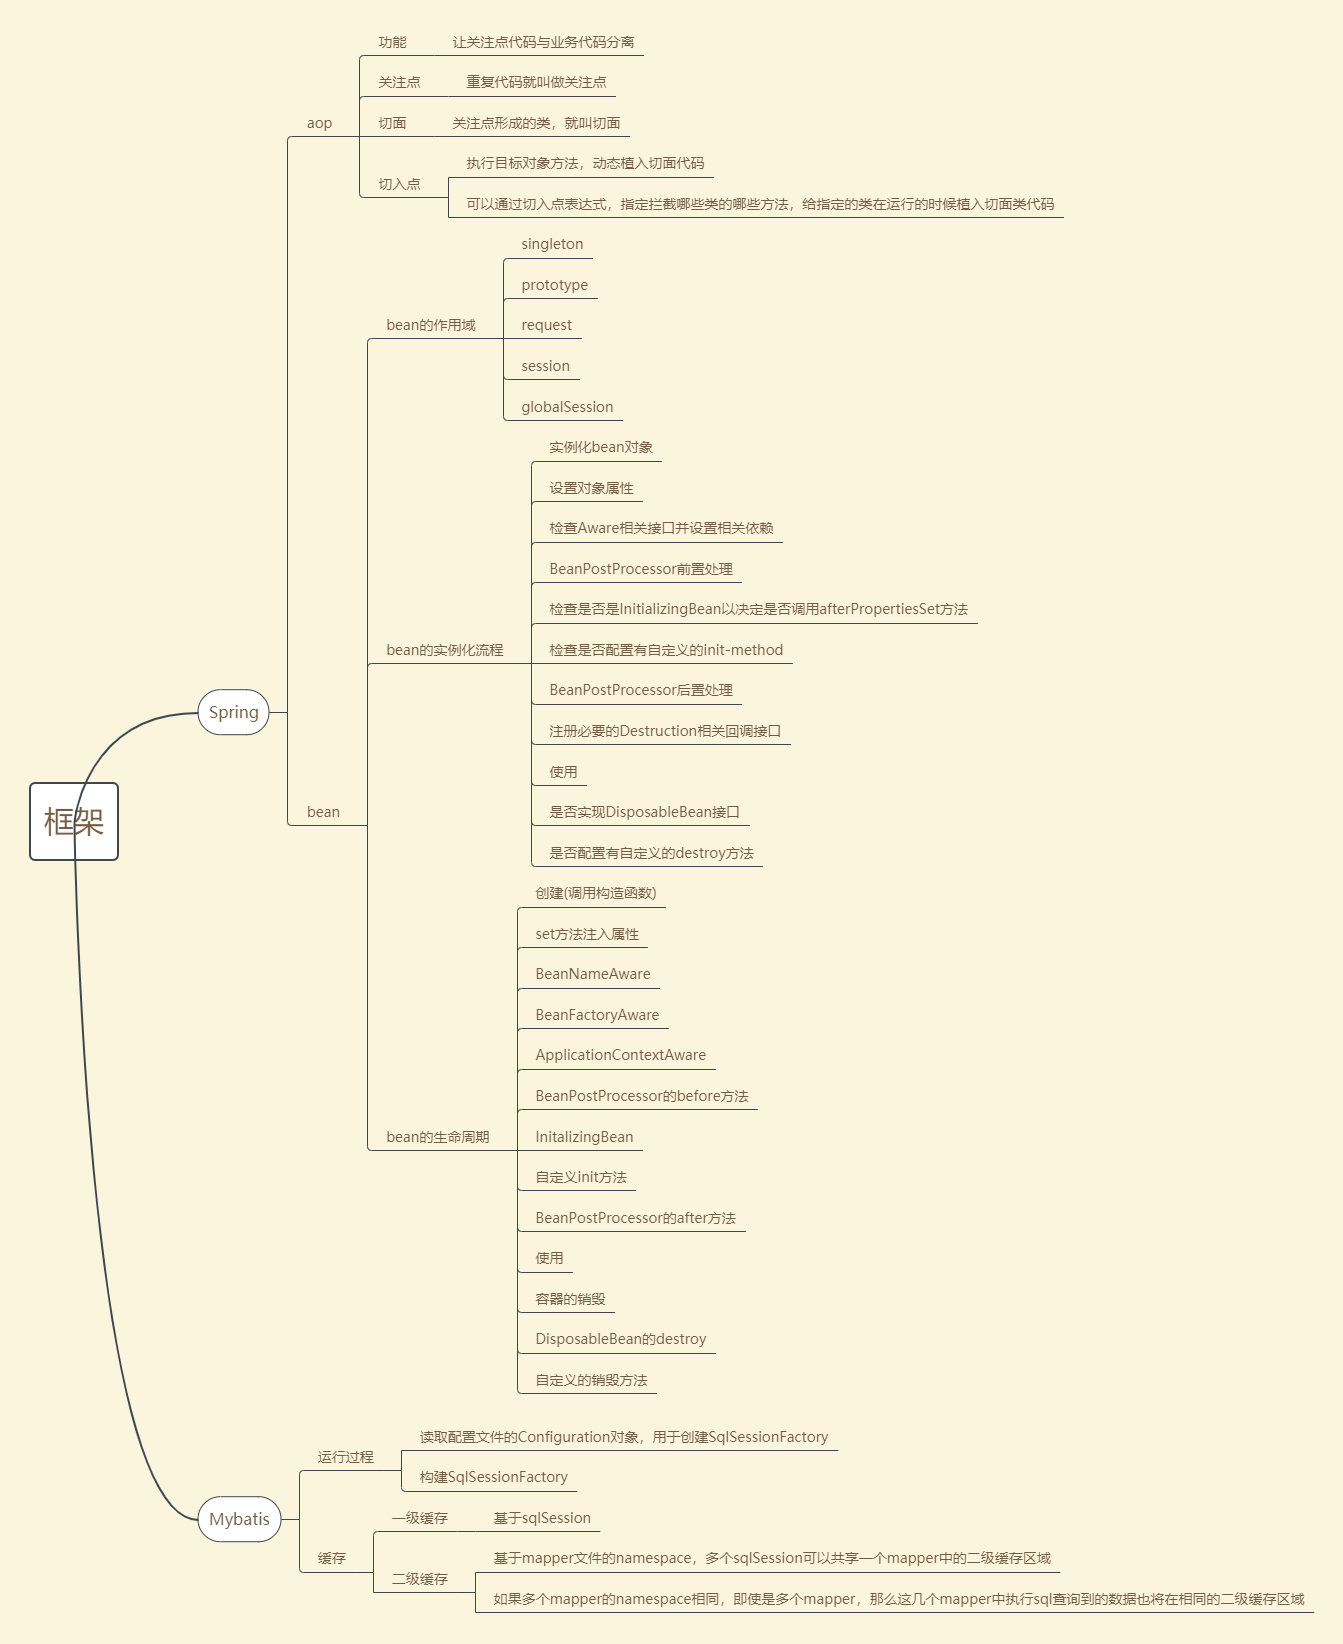 框架
Spring
aop
功能
让关注点代码与业务代码分离
关注点
重复代码就叫做关注点
切面
关注点形成的类，就叫切面
切入点
执行目标对象方法，动态植入切面代码
可以通过切入点表达式，指定拦截哪些类的哪些方法，给指定的类在运行的时候植入切面类代码
bean
bean的作用域
singleton
prototype
request
session
globalSession
bean的实例化流程
实例化bean对象
设置对象属性
检查Aware相关接口并设置相关依赖
BeanPostProcessor前置处理
检查是否是InitializingBean以决定是否调用afterPropertiesSet方法
检查是否配置有自定义的init-method
BeanPostProcessor后置处理
注册必要的Destruction相关回调接口
使用
是否实现DisposableBean接口
是否配置有自定义的destroy方法
bean的生命周期
创建(调用构造函数)
set方法注入属性
BeanNameAware
BeanFactoryAware
ApplicationContextAware
BeanPostProcessor的before方法
InitalizingBean
自定义init方法
BeanPostProcessor的after方法
使用
容器的销毁
DisposableBean的destroy
自定义的销毁方法
Mybatis
运行过程
读取配置文件的Configuration对象，用于创建SqlSessionFactory
构建SqlSessionFactory
缓存
一级缓存
基于sqlSession
二级缓存
基于mapper文件的namespace，多个sqlSession可以共享一个mapper中的二级缓存区域
如果多个mapper的namespace相同，即使是多个mapper，那么这几个mapper中执行sql查询到的数据也将在相同的二级缓存区域